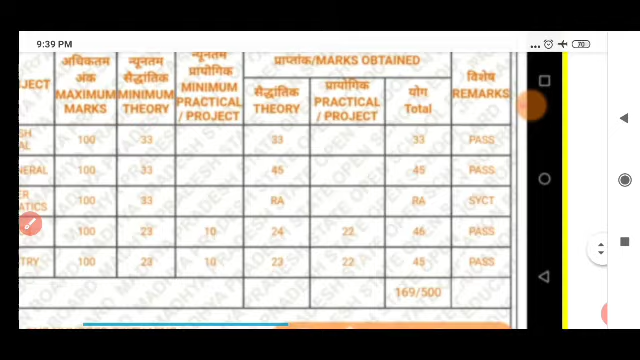 9:39 PM ... 70
प्राप्तांक/MARKS OBTAINED
JECT अधिकतम अंक MAXIMUM MARKS न्यूनतम सैद्धांतिक MINIMUM THEORY न्यूनतम प्रायोगिक MINIMUM PRACTICAL / PROJECT सैद्धांतिक THEORY प्रायोगिक PRACTICAL / PROJECT योग Total विशेष REMARKS
SH 100 33 33 33 PASS
NERAL 100 33 45 45 PASS
ER ATICS 100 33 RA RA SYCT
100 23 10 24 22 46 PASS
TRY 100 23 10 23 22 45 PASS
169/500